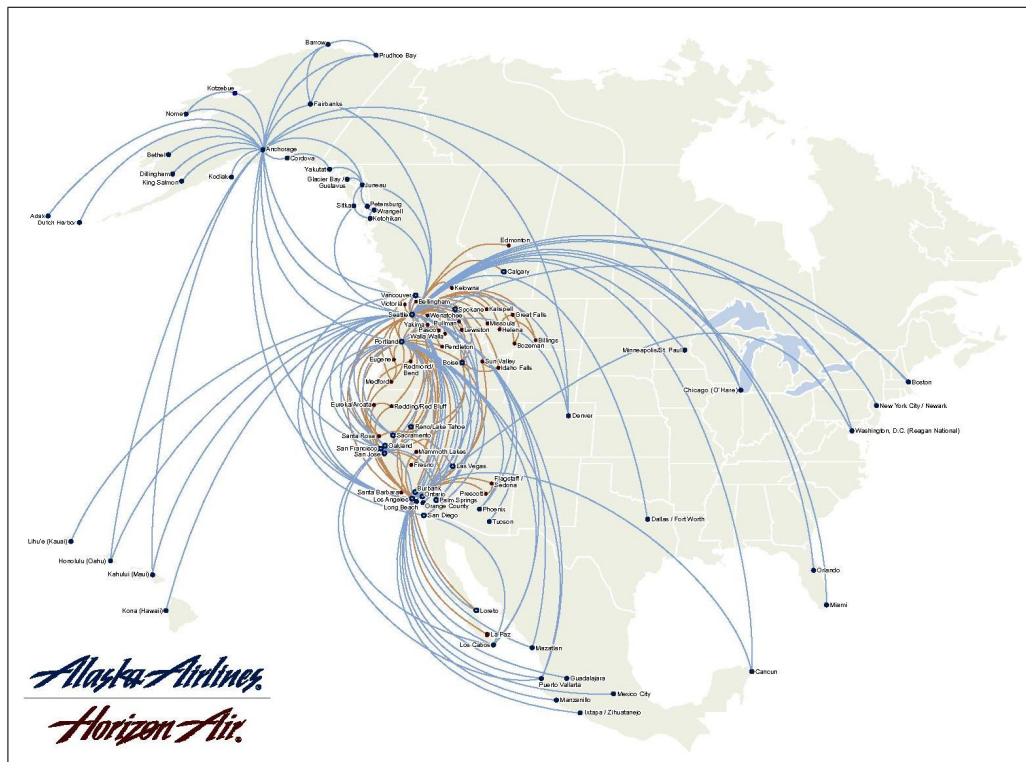 Barrow
Prudhoe Bay
Kotzebue
Fairbanks
Nome
Anchorage
Cordova
Bethel
Yakutat
Dillingham
King Salmon
Kodiak
Glacier Bay /
Gustavus
Juneau
Sitka
Petersburg
Wrangell
Ketchikan
Adak
Dutch Harbor
Edmonton
Calgary
Kelowna
Vancouver
Bellingham
Victoria
Seattle
Wenatchee
Spokane
Kalispell
Great Falls
Yakima
Pullman
Missoula
Pasco
Lewiston
Helena
Walla Walla
Billings
Bozeman
Portland
Pendleton
Minneapolis/St. Paul
Eugene
Redmond/
Bend
Boise
Sun Valley
Idaho Falls
Medford
Boston
Chicago (O'Hare)
New York City / Newark
Eureka/Arcata
Redding/Red Bluff
Denver
Reno/Lake Tahoe
Washington, D.C. (Reagan National)
Santa Rosa
Sacramento
San Francisco
Oakland
San Jose
Mammoth Lakes
Fresno
Las Vegas
Flagstaff /
Sedona
Santa Barbara
Burbank
Ontario
Prescott
Los Angeles
Palm Springs
Long Beach
Orange County
Phoenix
San Diego
Tucson
Dallas / Fort Worth
Lihu'e (Kauai)
Honolulu (Oahu)
Kahului (Maui)
Orlando
Kona (Hawaii)
Loreto
Miami
La Paz
Los Cabos
Mazatlan
Cancun
Puerto Vallarta
Guadalajara
Mexico City
Manzanillo
Ixtapa / Zihuatanejo
Alaska Airlines.
Horizon Air.